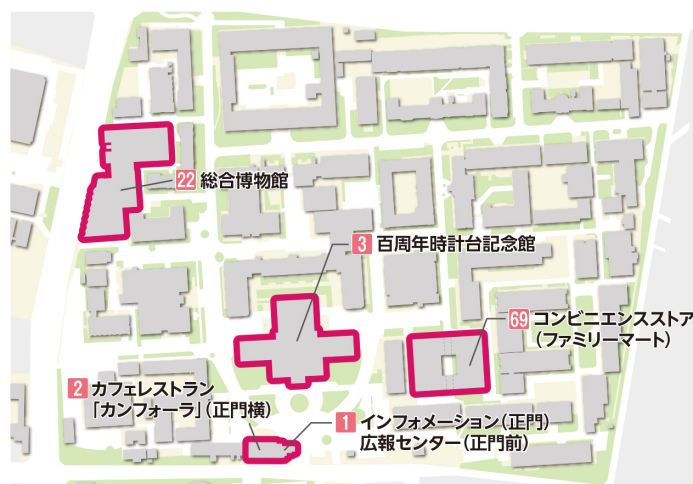 22 総合博物館
3 百周年時計台記念館
69 コンビニエンスストア
(ファミリーマート)
2 カフェレストラン
「カンフォーラ」(正門横)
1 インフォメーション(正門)
広報センター(正門前)